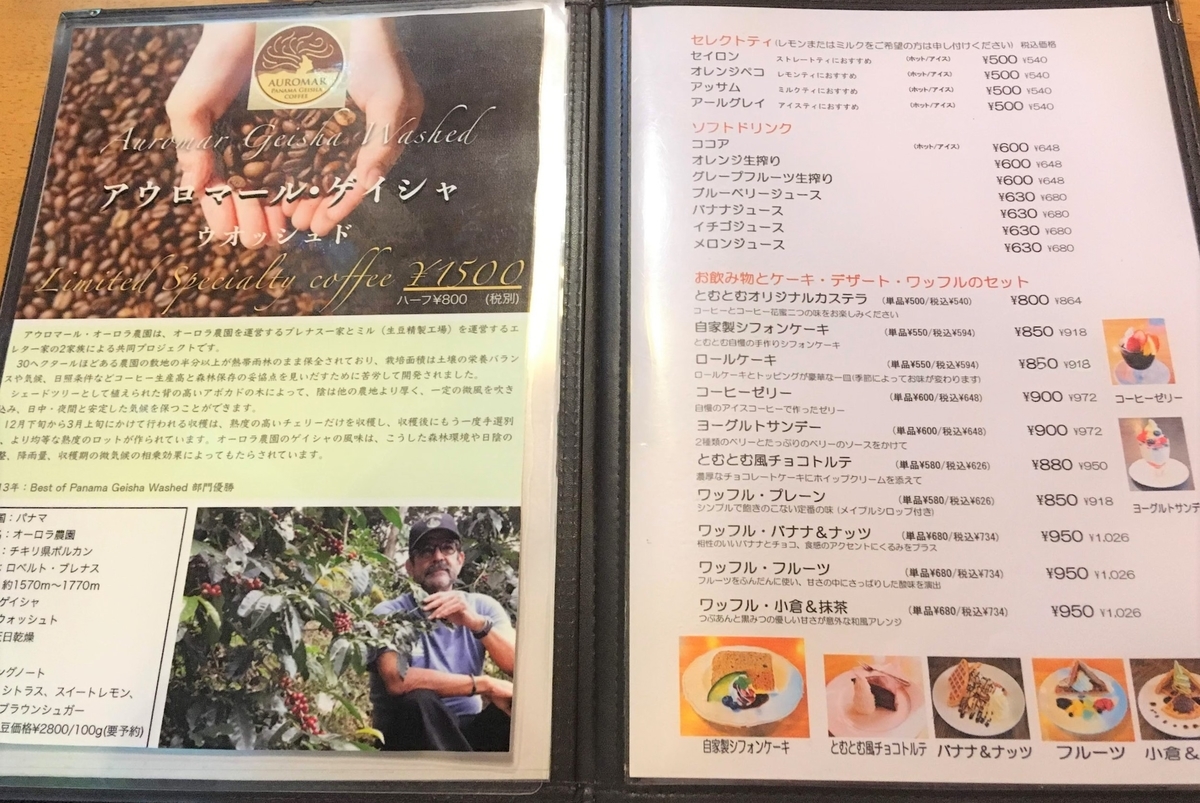 AUROMAR
PANAMA GEISHA
COFFEE
Auromar Geisha Washed
アウロマール・ゲイシャ
ウオッシュド
Limited Specialty coffee ¥1500
ハーフ¥800 (税別)
アウロマール・オーロラ農園は、オーロラ農園を運営するプレナス一家とミル（生豆精製工場）を運営するエ
レター家の2家族による共同プロジェクトです。
30ヘクタールほどある農園の敷地の半分以上が熱帯雨林のまま保全されており、栽培面積は土壌の栄養バラン
スや気候、日照条件などコーヒー生産高と森林保存の妥協点を見いだすために苦労して開発されました。
シェードツリーとして植えられた背の高いアボカドの木によって、陰は他の農地より厚く、一定の微風を吹き
込み、日中・夜間と安定した気候を保つことができます。
12月下旬から3月上旬にかけて行われる収穫は、熟度の高いチェリーだけを収穫し、収穫後にもう一度手選別
、より均等な熟度のロットが作られています。オーロラ農園のゲイシャの風味は、こうした森林環境や日陰の
、降雨量、収穫期の微気候の相乗効果によってもたらされています。
13年：Best of Panama Geisha Washed 部門優勝
国：パナマ
：オーロラ農園
：チキリ県ボルカン
：ロベルト・プレナス
約1570m～1770m
ゲイシャ
ウォッシュト
天日乾燥
ングノート
シトラス、スイートレモン、
ブラウンシュガー
豆価格¥2800/100g(要予約)
セレクトティ(レモンまたはミルクをご希望の方は申し付けください) 税込価格
セイロン ストレートティにおすすめ (ホット/アイス) ¥500 ¥540
オレンジペコ レモンティにおすすめ (ホット/アイス) ¥500 ¥540
アッサム ミルクティにおすすめ (ホット/アイス) ¥500 ¥540
アールグレイ アイスティにおすすめ (ホット/アイス) ¥500 ¥540
ソフトドリンク
ココア (ホット/アイス) ¥600 ¥648
オレンジ生搾り ¥600 ¥648
グレープフルーツ生搾り ¥600 ¥648
ブルーベリージュース ¥630 ¥680
バナナジュース ¥630 ¥680
イチゴジュース ¥630 ¥680
メロンジュース ¥630 ¥680
お飲み物とケーキ・デザート・ワッフルのセット
とむとむオリジナルカステラ (単品¥500/税込¥540) ¥800 ¥864
コーヒーとコーヒー花蜜二つの味をお楽しみください
自家製シフォンケーキ (単品¥550/税込¥594) ¥850 ¥918
とむとむ自慢の手作りシフォンケーキ
ロールケーキ (単品¥550/税込¥594) ¥850 ¥918
ロールケーキとトッピングが豪華な一皿(季節によってお味が変わります)
コーヒーゼリー (単品¥600/税込¥648) ¥900 ¥972
自慢のアイスコーヒーで作ったゼリー
ヨーグルトサンデー (単品¥600/税込¥648) ¥900 ¥972
2種類のベリーとたっぷりのベリーのソースをかけて
とむとむ風チョコトルテ (単品¥580/税込¥626) ¥880 ¥950
濃厚なチョコレートケーキにホイップクリームを添えて
ワッフル・プレーン (単品¥580/税込¥626) ¥850 ¥918
シンプルで飽きのこない定番の味 (メイプルシロップ付き)
ワッフル・バナナ＆ナッツ (単品¥680/税込¥734) ¥950 ¥1,026
相性のいいバナナとチョコ、食感のアクセントにくるみをプラス
ワッフル・フルーツ (単品¥680/税込¥734) ¥950 ¥1,026
フルーツをふんだんに使い、甘さの中にさっぱりした酸味を演出
ワッフル・小倉＆抹茶 (単品¥680/税込¥734) ¥950 ¥1,026
つぶあんと黒みつの優しい甘さが意外な和風アレンジ
コーヒーゼリー
ヨーグルトサンデ
自家製シフォンケーキ
とむとむ風チョコトルテ
バナナ＆ナッツ
フルーツ
小倉＆